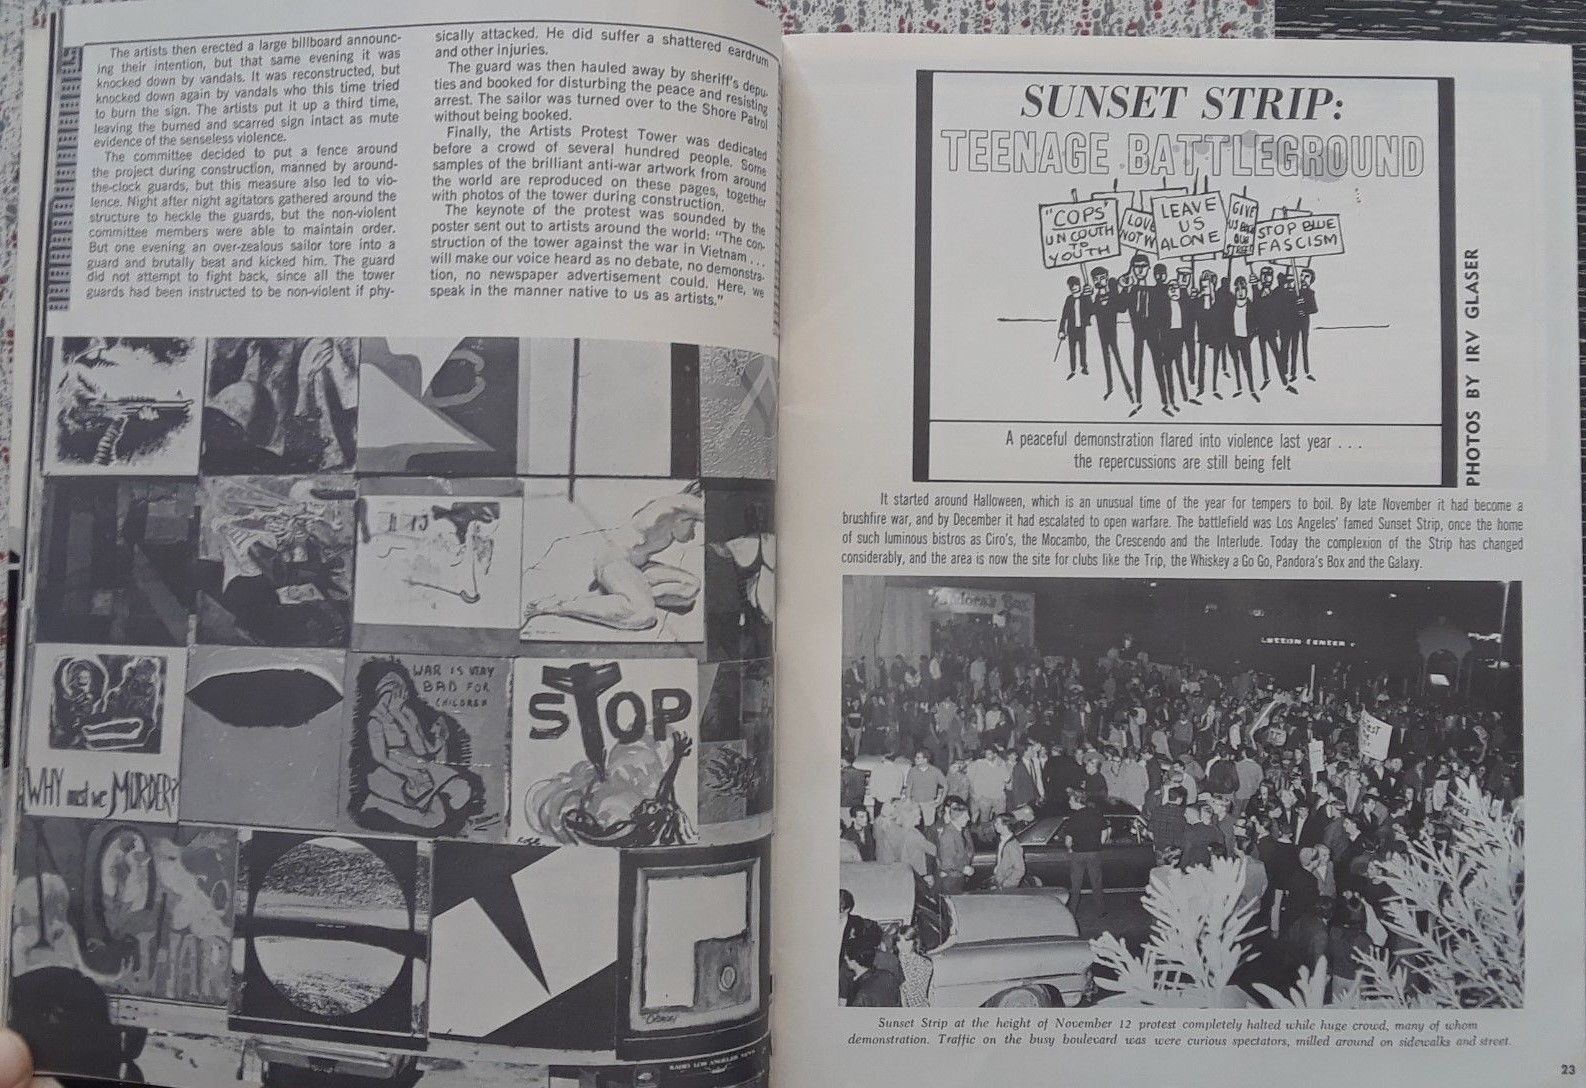 The artists then erected a large billboard announc-
ing their intention, but that same evening it was
knocked down by vandals. It was reconstructed, but
knocked down again by vandals who this time tried
to burn the sign. The artists put it up a third time,
leaving the burned and scarred sign intact as mute
evidence of the senseless violence.
The committee decided to put a fence around
the project during construction, manned by around-
the-clock guards, but this measure also led to vio-
lence. Night after night agitators gathered around the
structure to heckle the guards, but the non-violent
committee members were able to maintain order.
But one evening an over-zealous sailor tore into a
guard and brutally beat and kicked him. The guard
did not attempt to fight back, since all the tower
guards had been instructed to be non-violent if phy-
sically attacked. He did suffer a shattered eardrum
and other injuries.
The guard was then hauled away by sheriff's depu-
ties and booked for disturbing the peace and resisting
arrest. The sailor was turned over to the Shore Patrol
without being booked.
Finally, the Artists Protest Tower was dedicated
before a crowd of several hundred people. Some
samples of the brilliant anti-war artwork from around
the world are reproduced on these pages, together
with photos of the tower during construction.
The keynote of the protest was sounded by the
poster sent out to artists around the world: "The con-
struction of the tower against the war in Vietnam . . .
will make our voice heard as no debate, no demonstra-
tion, no newspaper advertisement could. Here, we
speak in the manner native to us as artists."
WAR IS VERY
BAD FOR
CHILDREN
STOP
WHY must we MURDER?
NO
WAR
SUNSET STRIP:
TEENAGE BATTLEGROUND
"COPS"
UNCOUTH
TO
YOUTH
LOVE
NOT W
LEAVE
US
ALONE
GIVE
US BACK
OUR
STREET
STOP BLUE
FASCISM
A peaceful demonstration flared into violence last year . . .
the repercussions are still being felt
PHOTOS BY IRV GLASER
It started around Halloween, which is an unusual time of the year for tempers to boil. By late November it had become a
brushfire war, and by December it had escalated to open warfare. The battlefield was Los Angeles' famed Sunset Strip, once the home
of such luminous bistros as Ciro's, the Mocambo, the Crescendo and the Interlude. Today the complexion of the Strip has changed
considerably, and the area is now the site for clubs like the Trip, the Whiskey a Go Go, Pandora's Box and the Galaxy.
Pandora's Box
Sunset Strip at the height of November 12 protest completely halted while huge crowd, many of whom
demonstration. Traffic on the busy boulevard was were curious spectators, milled around on sidewalks and street.
23